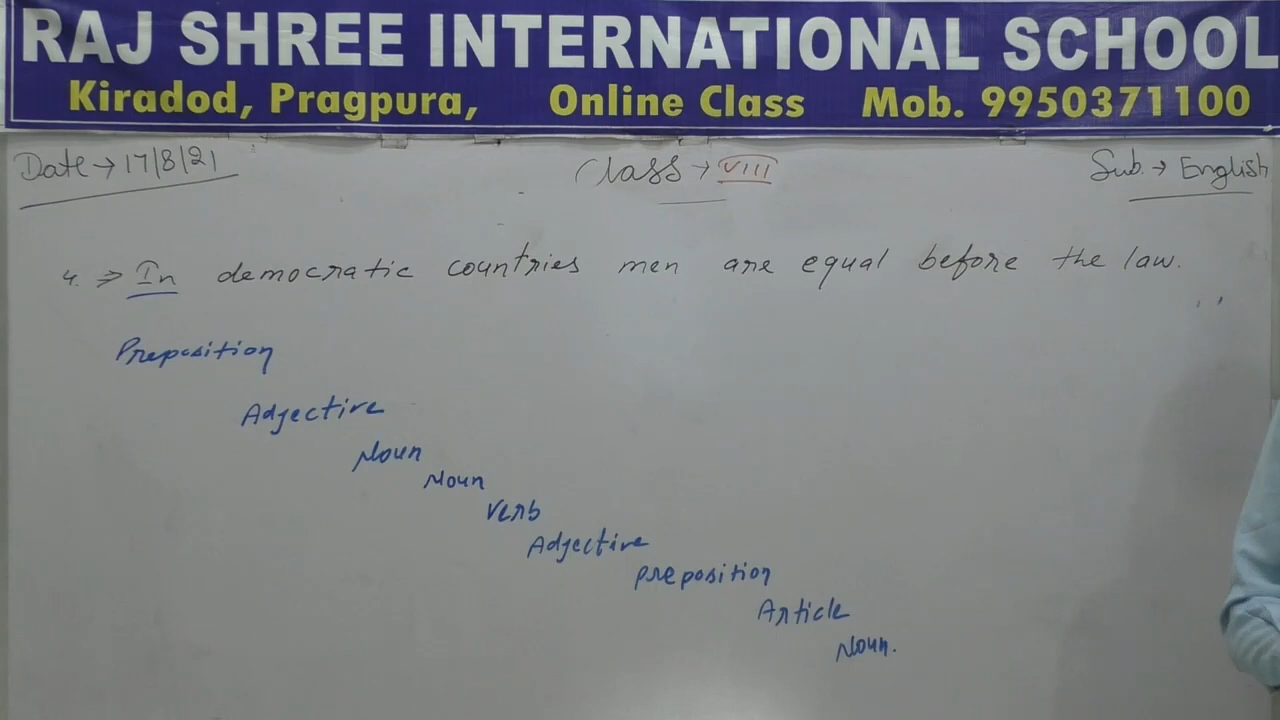 RAJ SHREE INTERNATIONAL SCHOOL
Kiradod, Pragpura, Online Class Mob. 9950371100
Date → 17/8/21 Class → VIII Sub. → English
4. ⇒ In democratic countries men are equal before the law.
Preposition
Adjective
Noun
Noun
Verb
Adjective
Preposition
Article
Noun.